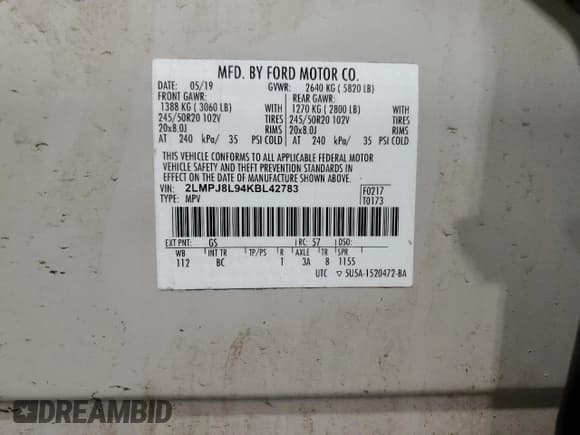 MFD. BY FORD MOTOR CO.
DATE: 05/19 GVWR: 2640 KG ( 5820 LB)
FRONT GAWR: REAR GAWR:
1388 KG ( 3060 LB) WITH 1270 KG ( 2800 LB) WITH
245/50R20 102V TIRES 245/50R20 102V TIRES
20x8.0J RIMS 20x8.0J RIMS
AT 240 kPa/ 35 PSI COLD AT 240 kPa/ 35 PSI COLD
THIS VEHICLE CONFORMS TO ALL APPLICABLE FEDERAL MOTOR
VEHICLE SAFETY AND THEFT PREVENTION STANDARDS IN
EFFECT ON THE DATE OF MANUFACTURE SHOWN ABOVE.
VIN: 2LMPJ8L94KBL42783 F0217
TYPE: MPV T0173
EXT PNT: GS RC: 57 DSO:
WB INT TR TP/PS R AXLE TR SPR
112 BC T 3A 8 1155
UTC ▽ 5U5A-1520472-BA
DREAMBID